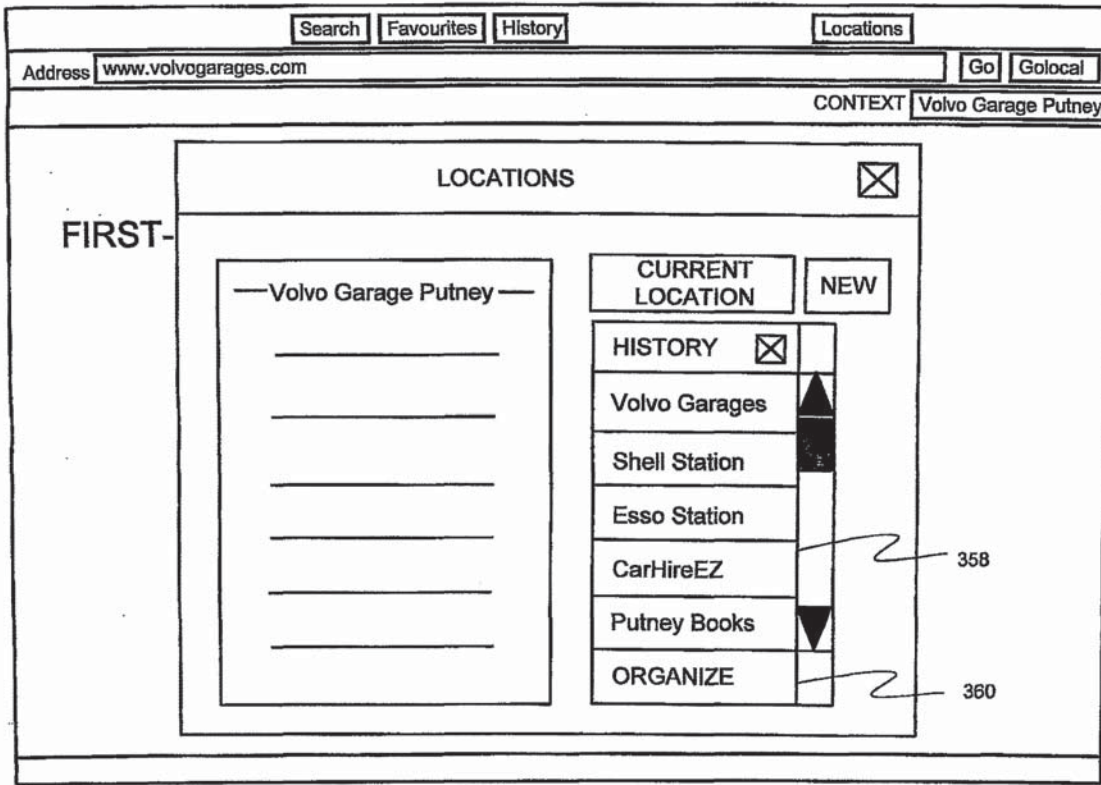 Search Favourites History Locations
Address www.volvogarages.com Go Golocal
CONTEXT Volvo Garage Putney
LOCATIONS
FIRST-
Volvo Garage Putney
CURRENT
LOCATION
NEW
HISTORY
Volvo Garages
Shell Station
Esso Station
CarHireEZ
358
Putney Books
ORGANIZE
360